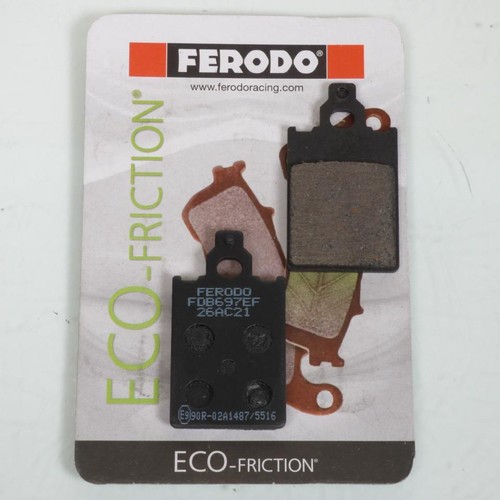 FERODO®
www.ferodoracing.com
ECO-FRICTION®
FERODO
FDB697EF
26AC21
E9 90R-02A1487/5516
ECO-FRICTION®